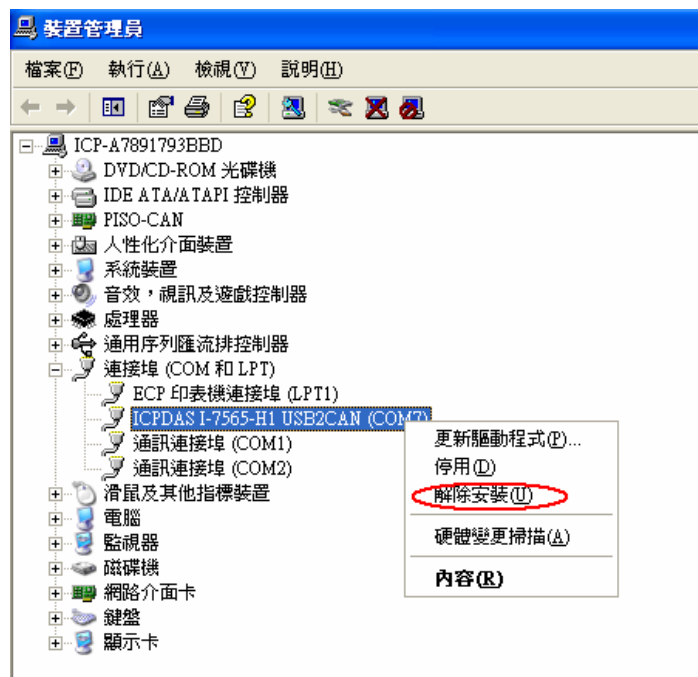 裝置管理員
檔案(F) 執行(A) 檢視(V) 說明(H)
ICP-A7891793BBD
DVD/CD-ROM 光碟機
IDE ATA/ATAPI 控制器
PISO-CAN
人性化介面裝置
系統裝置
音效，視訊及遊戲控制器
處理器
通用序列匯流排控制器
連接埠 (COM 和 LPT)
ECP 印表機連接埠 (LPT1)
ICPDAS I-7565-H1 USB2CAN (COM7)
通訊連接埠 (COM1)
通訊連接埠 (COM2)
滑鼠及其他指標裝置
電腦
監視器
磁碟機
網路介面卡
鍵盤
顯示卡
更新驅動程式(P)...
停用(D)
解除安裝(U)
硬體變更掃描(A)
內容(R)